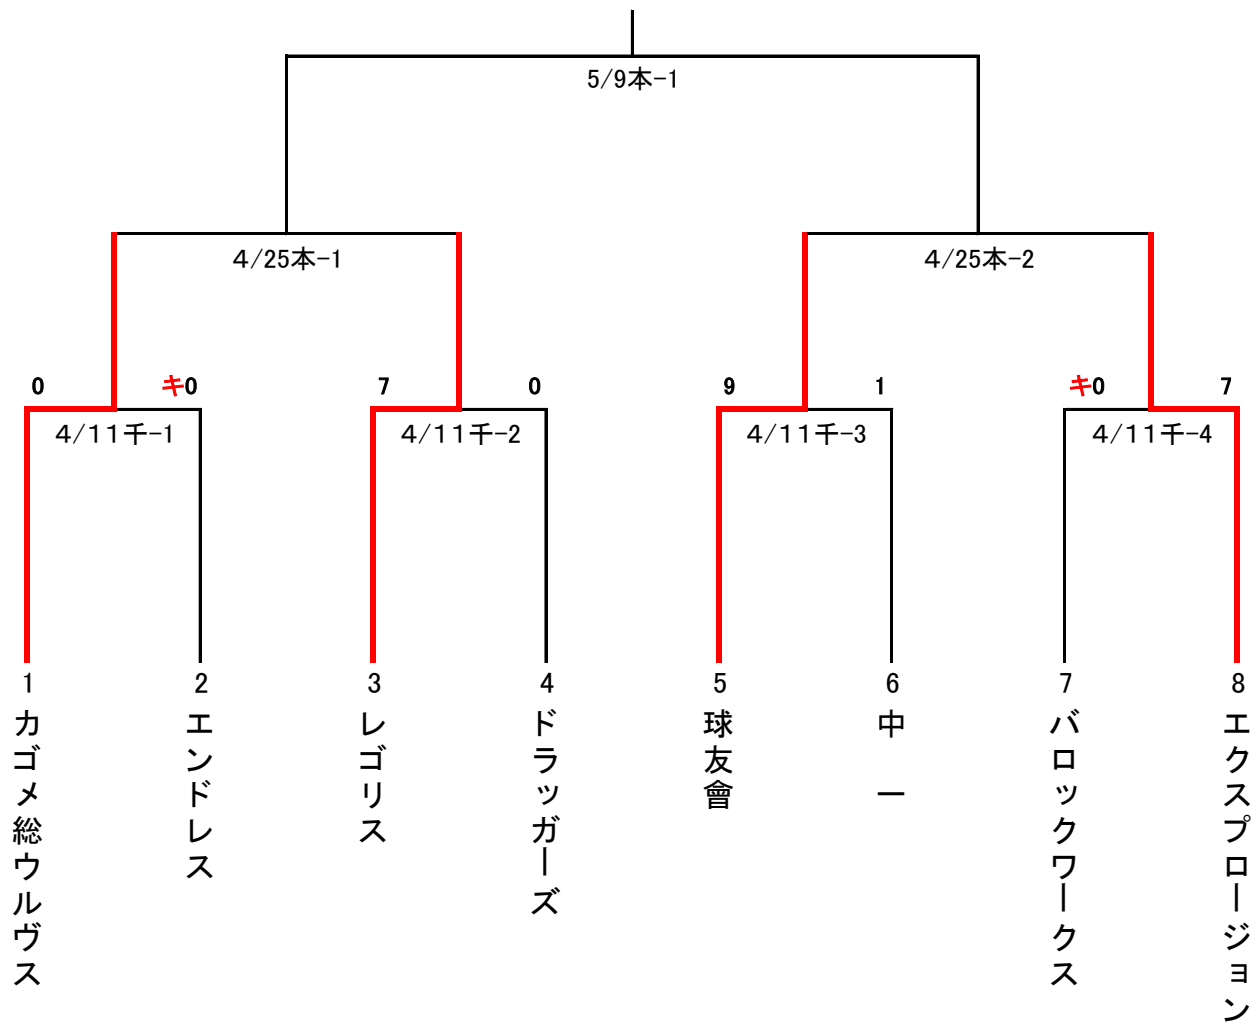 5/9本-1
4/25本-1
4/25本-2
0
キ0
7
0
9
1
キ0
7
4/11千-1
4/11千-2
4/11千-3
4/11千-4
1
2
3
4
5
6
7
8
カゴメ総ウルヴス
エンドレス
レゴリス
ドラッガーズ
球友會
中一
バロックワークス
エクスプロージョン